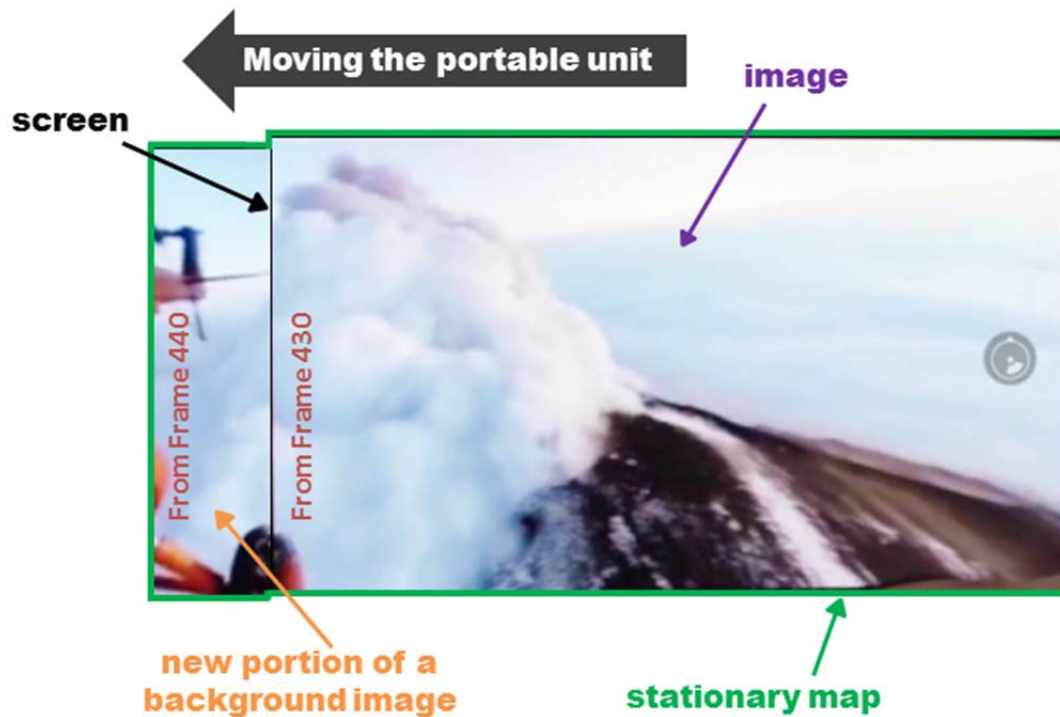 Moving the portable unit
image
screen
From Frame 440
From Frame 430
new portion of a
background image
stationary map